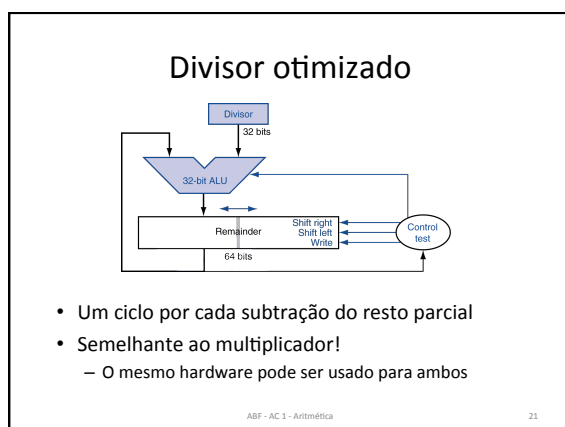 Divisor otimizado
Divisor
32 bits
32-bit ALU
Remainder
Shift right
Shift left
Write
Control
test
64 bits
• Um ciclo por cada subtração do resto parcial
• Semelhante ao multiplicador!
– O mesmo hardware pode ser usado para ambos
ABF - AC 1 - Aritmética
21